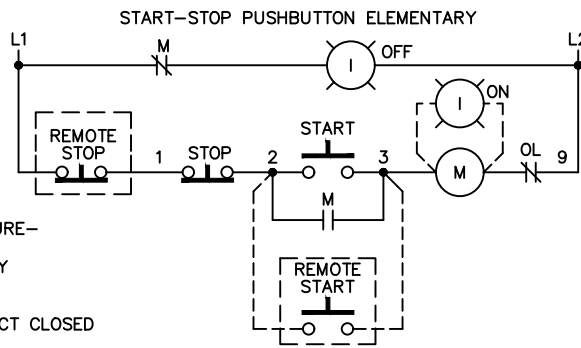 START-STOP PUSHBUTTON ELEMENTARY
L1
L2
M
I
OFF
I
ON
REMOTE
STOP
1
STOP
2
START
3
M
OL
9
M
URE-
Y
REMOTE
START
CT CLOSED